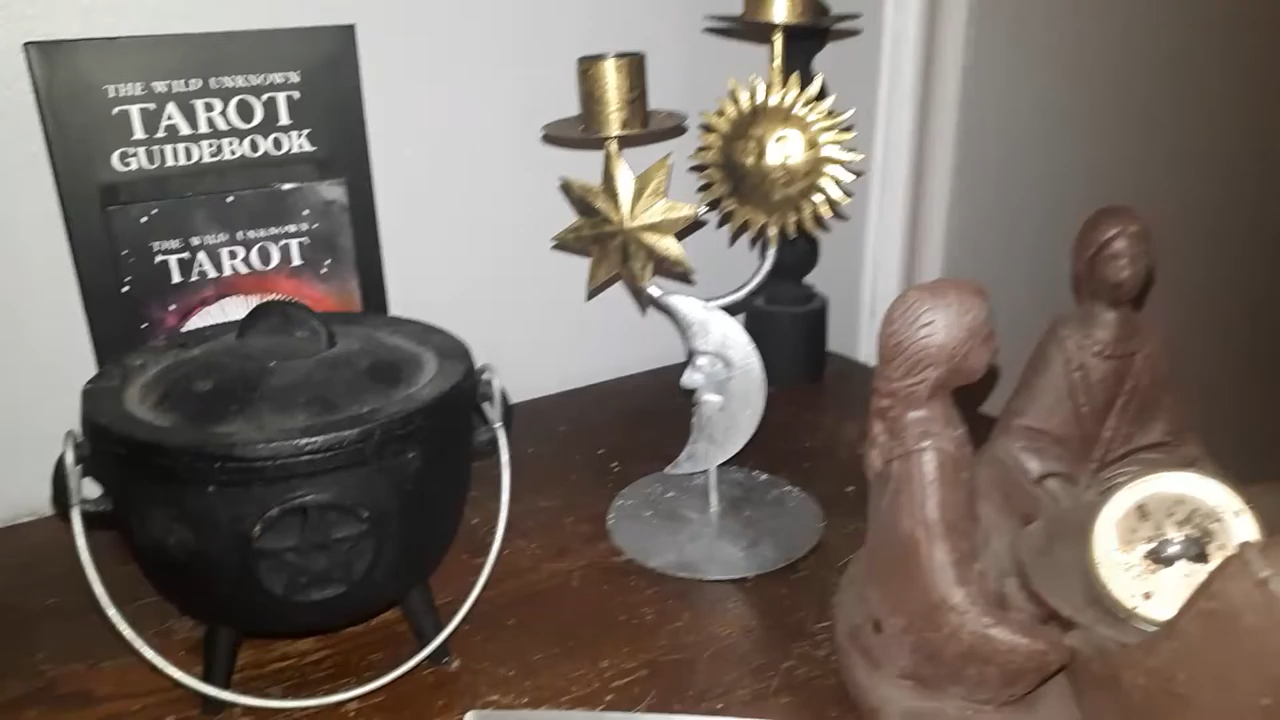 THE WILD UNKNOWN
TAROT
GUIDEBOOK
THE WILD UNKNOWN
TAROT